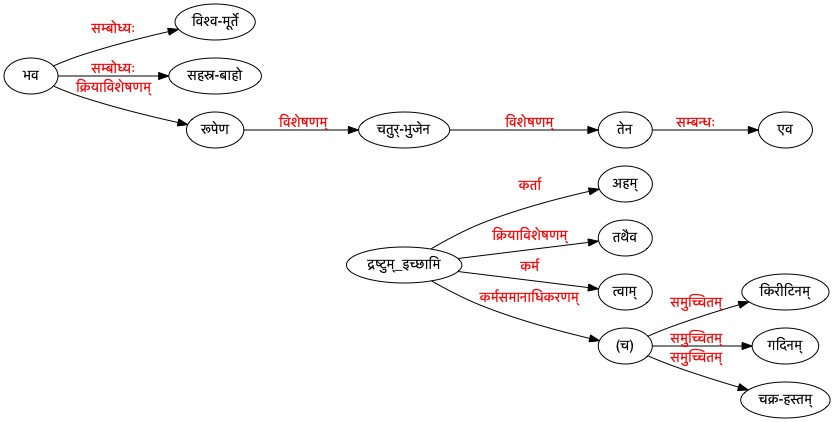 विश्व-मूर्ते
सम्बोध्यः
भव
सम्बोध्यः
सहस्र-बाहो
क्रियाविशेषणम्
रूपेण
विशेषणम्
चतुर्-भुजेन
विशेषणम्
तेन
सम्बन्धः
एव
कर्ता
अहम्
क्रियाविशेषणम्
तथैव
द्रष्टुम्_इच्छामि
कर्म
त्वाम्
कर्मसमानाधिकरणम्
(च)
समुच्चितम्
किरीटिनम्
समुच्चितम्
गदिनम्
समुच्चितम्
चक्र-हस्तम्